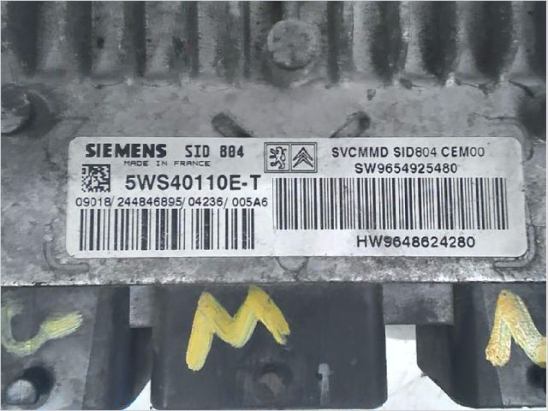 SIEMENS SID 804
MADE IN FRANCE
5WS40110E-T
09018/244846895/04236/005A6
SVCMMD SID804 CEM00
SW9654925480
HW9648624280
C M